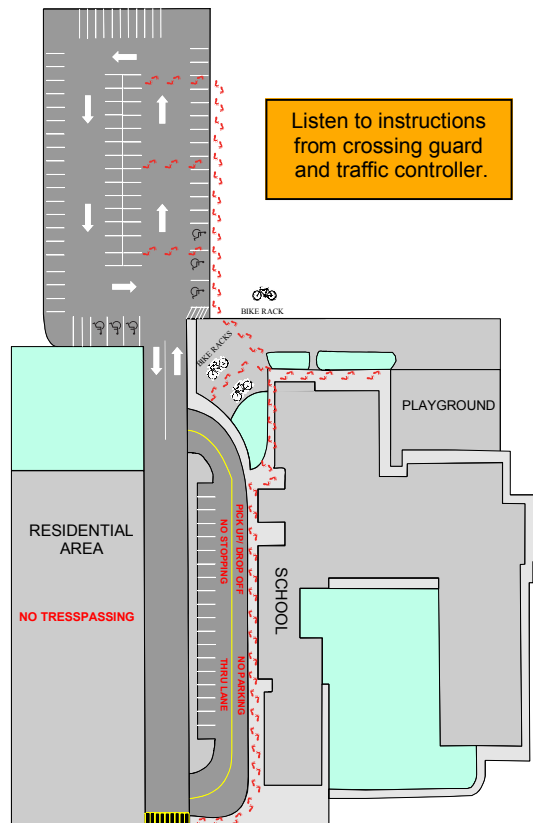 Listen to instructions
from crossing guard
and traffic controller.
BIKE RACK
BIKE RACKS
PLAYGROUND
RESIDENTIAL
AREA
NO TRESSPASSING
PICK UP/ DROP OFF
NO STOPPING
SCHOOL
NO PARKING
THRU LANE